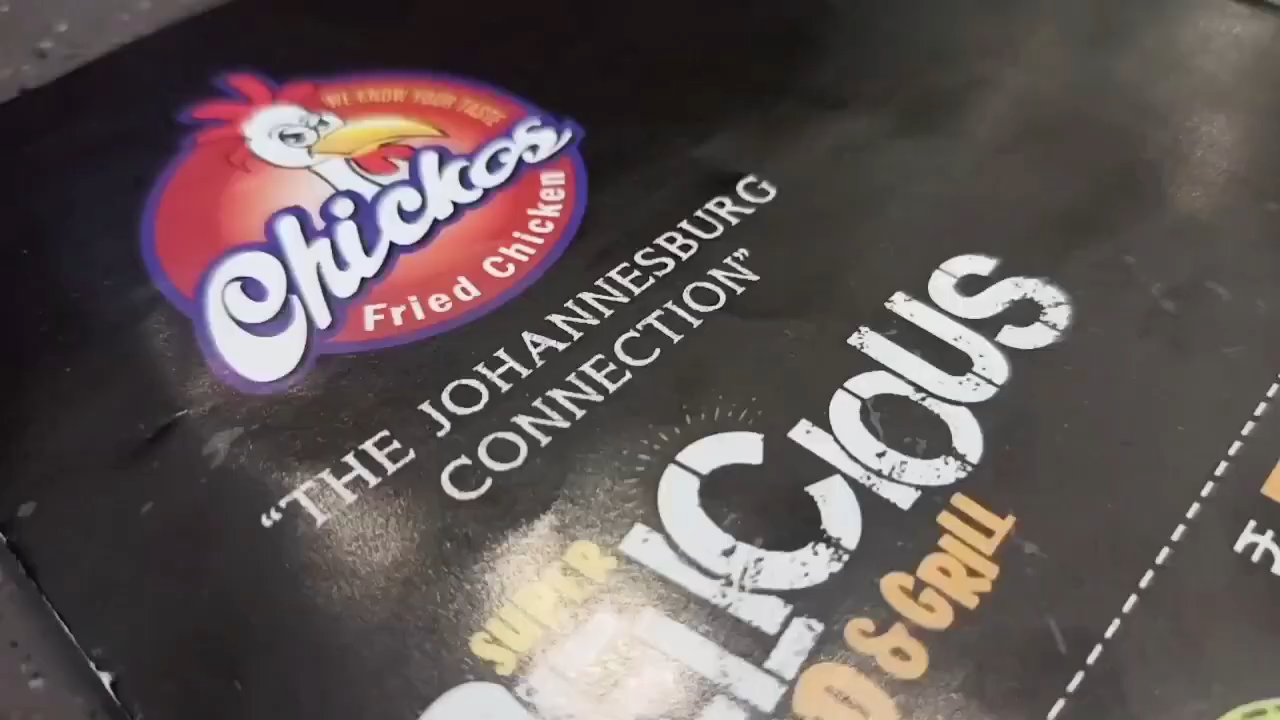 WE KNOW YOUR TASTE
Chickos
Fried Chicken
“THE JOHANNESBURG
CONNECTION”
SUPER
LICIOUS
D & GRILL